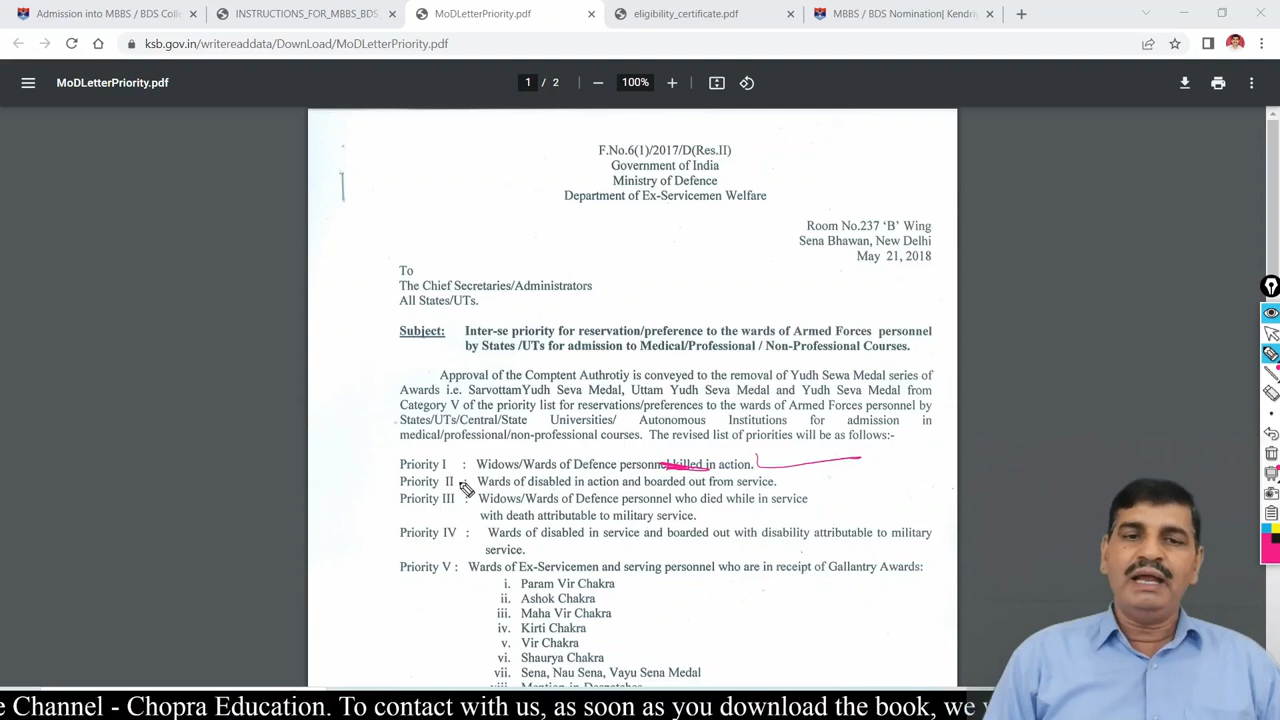 Admission into MBBS / BDS Coll
INSTRUCTIONS_FOR_MBBS_BDS_
MoDLetterPriority.pdf
eligibility_certificate.pdf
MBBS / BDS Nomination| Kendriy
ksb.gov.in/writereaddata/DownLoad/MoDLetterPriority.pdf
MoDLetterPriority.pdf
1 / 2
100%
F.No.6(1)/2017/D(Res.II)
Government of India
Ministry of Defence
Department of Ex-Servicemen Welfare
Room No.237 ‘B’ Wing
Sena Bhawan, New Delhi
May 21, 2018
To
The Chief Secretaries/Administrators
All States/UTs.
Subject: Inter-se priority for reservation/preference to the wards of Armed Forces personnel
by States /UTs for admission to Medical/Professional / Non-Professional Courses.
Approval of the Comptent Authrotiy is conveyed to the removal of Yudh Sewa Medal series of
Awards i.e. SarvottamYudh Seva Medal, Uttam Yudh Seva Medal and Yudh Seva Medal from
Category V of the priority list for reservations/preferences to the wards of Armed Forces personnel by
States/UTs/Central/State Universities/ Autonomous Institutions for admission in
medical/professional/non-professional courses. The revised list of priorities will be as follows:-
Priority I : Widows/Wards of Defence personnel killed in action.
Priority II : Wards of disabled in action and boarded out from service.
Priority III Widows/Wards of Defence personnel who died while in service
with death attributable to military service.
Priority IV : Wards of disabled in service and boarded out with disability attributable to military
service.
Priority V : Wards of Ex-Servicemen and serving personnel who are in receipt of Gallantry Awards:
i. Param Vir Chakra
ii. Ashok Chakra
iii. Maha Vir Chakra
iv. Kirti Chakra
v. Vir Chakra
vi. Shaurya Chakra
vii. Sena, Nau Sena, Vayu Sena Medal
viii. Mention in Despatches
e Channel - Chopra Education. To contact with us, as soon as you download the book, we